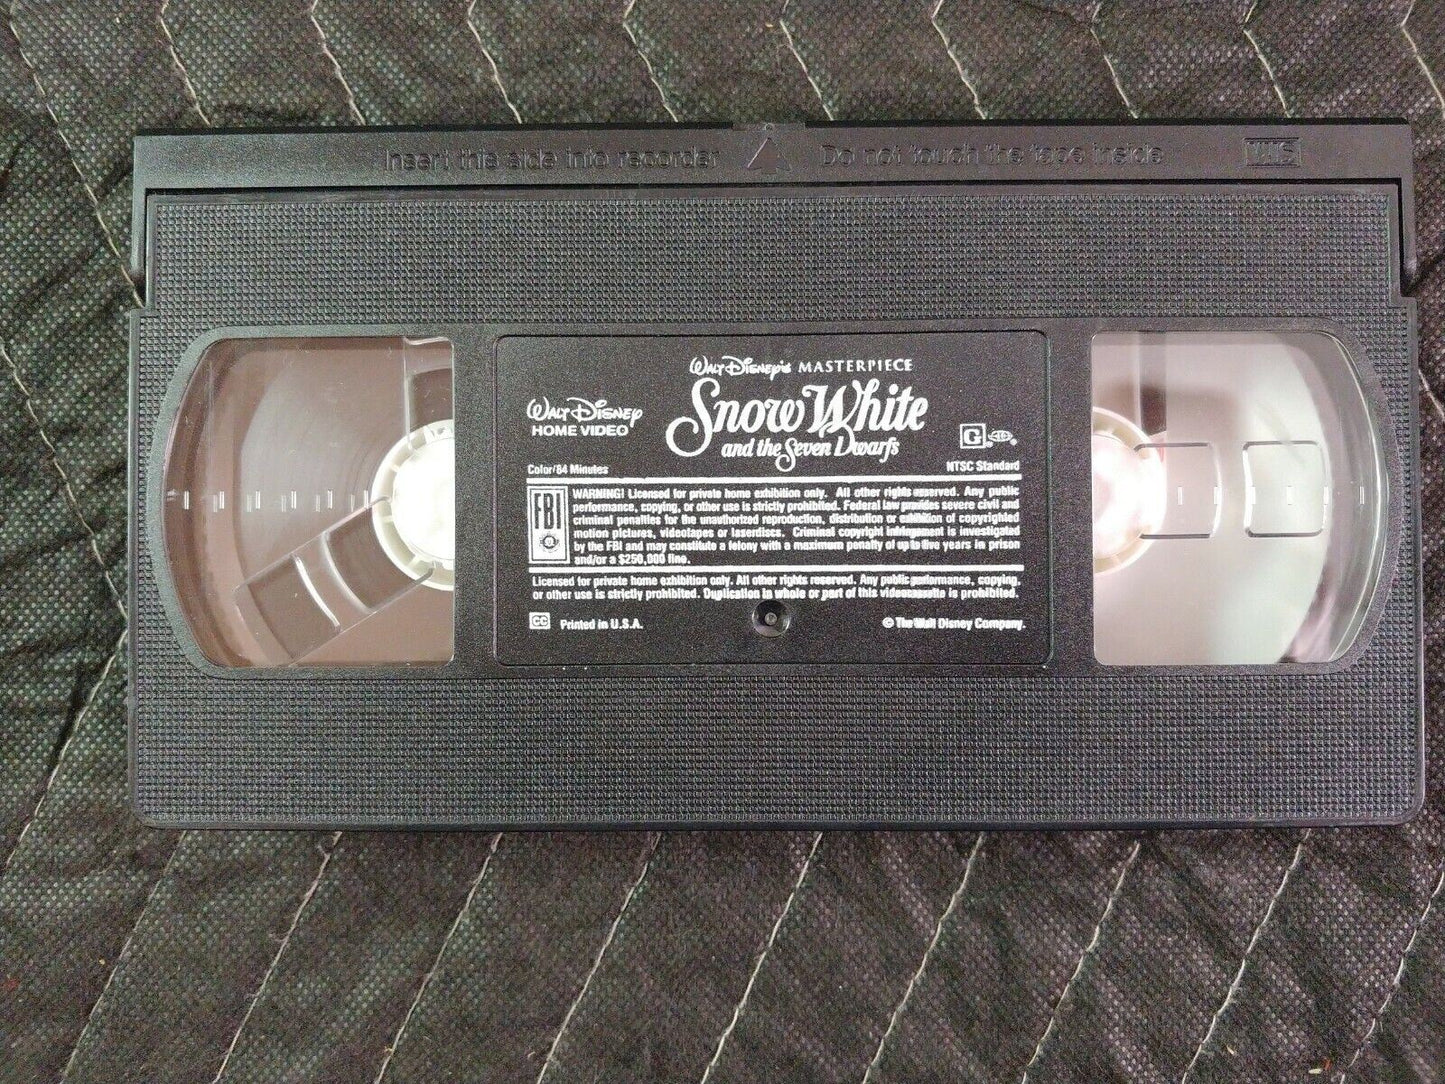 Insert this side into recorder Do not touch the tape inside VHS
Walt Disney's MASTERPIECE
Walt Disney
HOME VIDEO
Snow White
and the Seven Dwarfs
G
Color/84 Minutes NTSC Standard
FBI
WARNING! Licensed for private home exhibition only. All other rights reserved. Any public
performance, copying, or other use is strictly prohibited. Federal law provides severe civil and
criminal penalties for the unauthorized reproduction, distribution or exhibition of copyrighted
motion pictures, videotapes or laserdiscs. Criminal copyright infringement is investigated
by the FBI and may constitute a felony with a maximum penalty of up to five years in prison
and/or a $250,000 fine.
Licensed for private home exhibition only. All other rights reserved. Any public performance, copying,
or other use is strictly prohibited. Duplication in whole or part of this videocassette is prohibited.
CC Printed in U.S.A. © The Walt Disney Company.